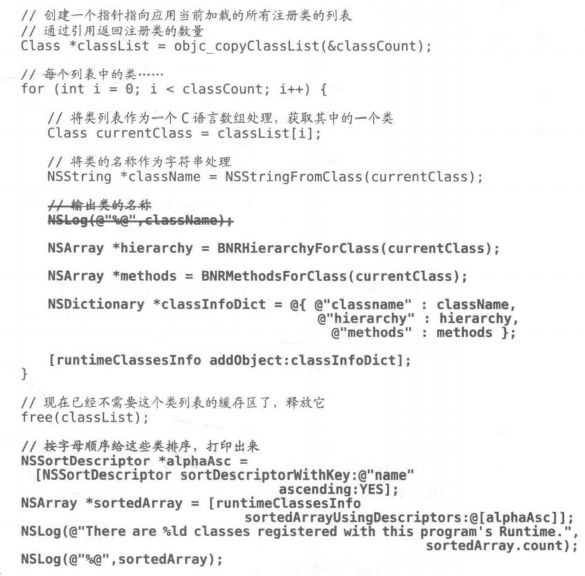 // 创建一个指针指向应用当前加载的所有注册类的列表
// 通过引用返回注册类的数量
Class *classList = objc_copyClassList(&classCount);
// 每个列表中的类……
for (int i = 0; i < classCount; i++) {
// 将类列表作为一个 C 语言数组处理，获取其中的一个类
Class currentClass = classList[i];
// 将类的名称作为字符串处理
NSString *className = NSStringFromClass(currentClass);
// 输出类的名称
NSLog(@"%@",className);
NSArray *hierarchy = BNRHierarchyForClass(currentClass);
NSArray *methods = BNRMethodsForClass(currentClass);
NSDictionary *classInfoDict = @{ @"classname" : className,
@"hierarchy" : hierarchy,
@"methods" : methods };
[runtimeClassesInfo addObject:classInfoDict];
}
// 现在已经不需要这个类列表的缓存区了，释放它
free(classList);
// 按字母顺序给这些类排序，打印出来
NSSortDescriptor *alphaAsc =
[NSSortDescriptor sortDescriptorWithKey:@"name"
ascending:YES];
NSArray *sortedArray = [runtimeClassesInfo
sortedArrayUsingDescriptors:@[alphaAsc]];
NSLog(@"There are %ld classes registered with this program's Runtime.",
sortedArray.count);
NSLog(@"%@",sortedArray);